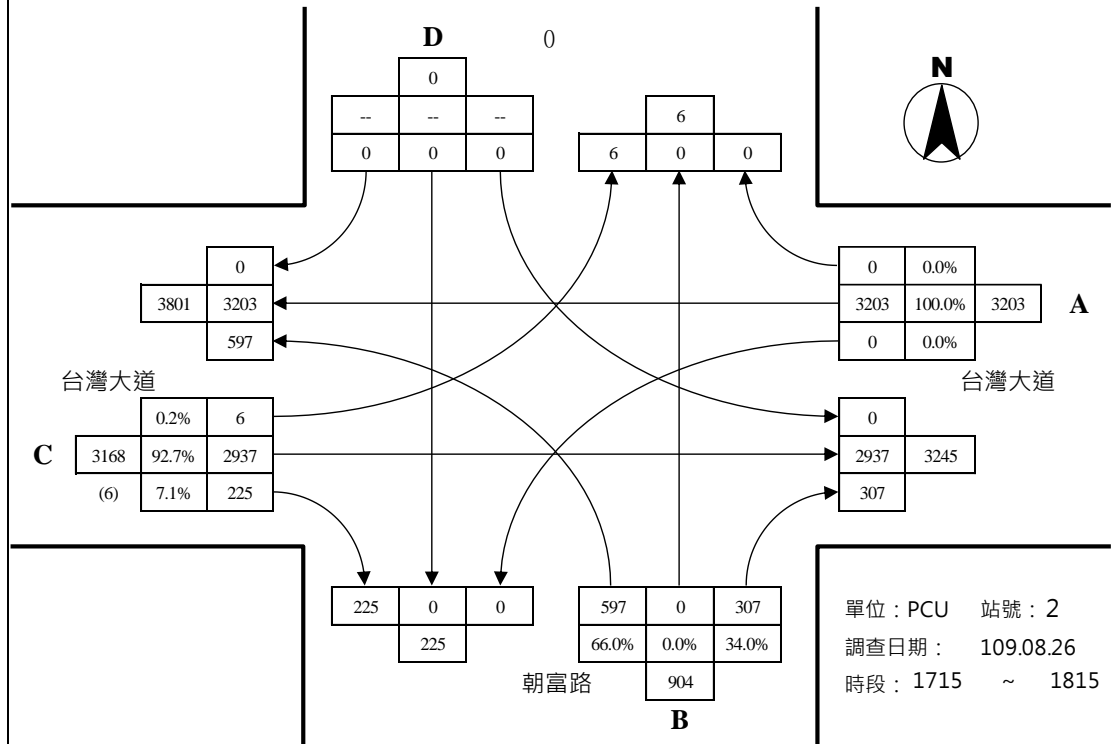 D 0
0
-- -- --
0 0 0
6
6 0 0
N
0
3801 3203
597
0 0.0%
3203 100.0% 3203
0 0.0%
A
台灣大道
台灣大道
0.2% 6
C 3168 92.7% 2937
(6) 7.1% 225
0
2937 3245
307
225 0 0
225
597 0 307
66.0% 0.0% 34.0%
904
朝富路
B
單位：PCU 站號：2
調查日期： 109.08.26
時段：1715 ~ 1815